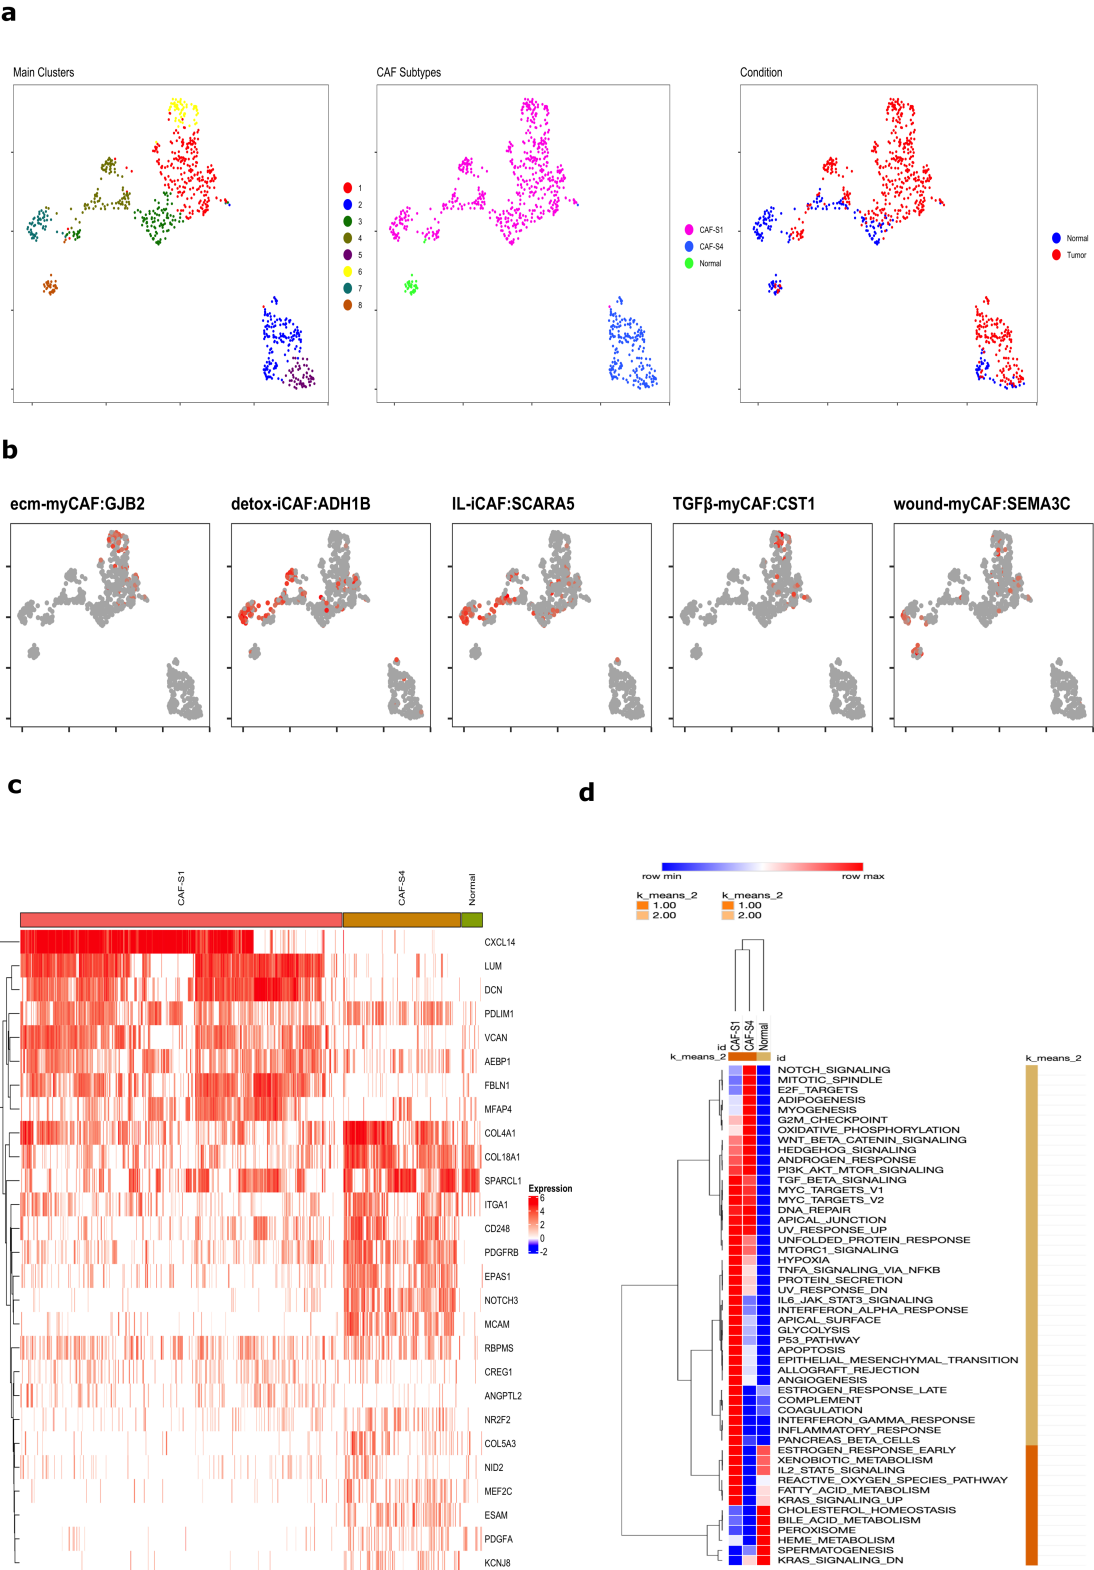 a
Main Clusters
CAF Subtypes
Condition
1
2
3
4
5
6
7
8
CAF-S1
CAF-S4
Normal
Normal
Tumor
b
ecm-myCAF:GJB2
detox-iCAF:ADH1B
IL-iCAF:SCARA5
TGFβ-myCAF:CST1
wound-myCAF:SEMA3C
c
CAF-S1
CAF-S4
Normal
CXCL14
LUM
DCN
PDLIM1
VCAN
AEBP1
FBLN1
MFAP4
COL4A1
COL18A1
SPARCL1
ITGA1
CD248
PDGFRB
EPAS1
NOTCH3
MCAM
RBPMS
CREG1
ANGPTL2
NR2F2
COL5A3
NID2
MEF2C
ESAM
PDGFA
KCNJ8
Expression
6
4
2
0
-2
d
row min
row max
k_means_2
1.00
2.00
k_means_2
1.00
2.00
CAF-S1
CAF-S4
Normal
id
k_means_2
id
k_means_2
NOTCH_SIGNALING
MITOTIC_SPINDLE
E2F_TARGETS
ADIPOGENESIS
MYOGENESIS
G2M_CHECKPOINT
OXIDATIVE_PHOSPHORYLATION
WNT_BETA_CATENIN_SIGNALING
HEDGEHOG_SIGNALING
ANDROGEN_RESPONSE
PI3K_AKT_MTOR_SIGNALING
TGF_BETA_SIGNALING
MYC_TARGETS_V1
MYC_TARGETS_V2
DNA_REPAIR
APICAL_JUNCTION
UV_RESPONSE_UP
UNFOLDED_PROTEIN_RESPONSE
MTORC1_SIGNALING
HYPOXIA
TNFA_SIGNALING_VIA_NFKB
PROTEIN_SECRETION
UV_RESPONSE_DN
IL6_JAK_STAT3_SIGNALING
INTERFERON_ALPHA_RESPONSE
APICAL_SURFACE
GLYCOLYSIS
P53_PATHWAY
APOPTOSIS
EPITHELIAL_MESENCHYMAL_TRANSITION
ALLOGRAFT_REJECTION
ANGIOGENESIS
ESTROGEN_RESPONSE_LATE
COMPLEMENT
COAGULATION
INTERFERON_GAMMA_RESPONSE
INFLAMMATORY_RESPONSE
PANCREAS_BETA_CELLS
ESTROGEN_RESPONSE_EARLY
XENOBIOTIC_METABOLISM
IL2_STAT5_SIGNALING
REACTIVE_OXYGEN_SPECIES_PATHWAY
FATTY_ACID_METABOLISM
KRAS_SIGNALING_UP
CHOLESTEROL_HOMEOSTASIS
BILE_ACID_METABOLISM
PEROXISOME
HEME_METABOLISM
SPERMATOGENESIS
KRAS_SIGNALING_DN